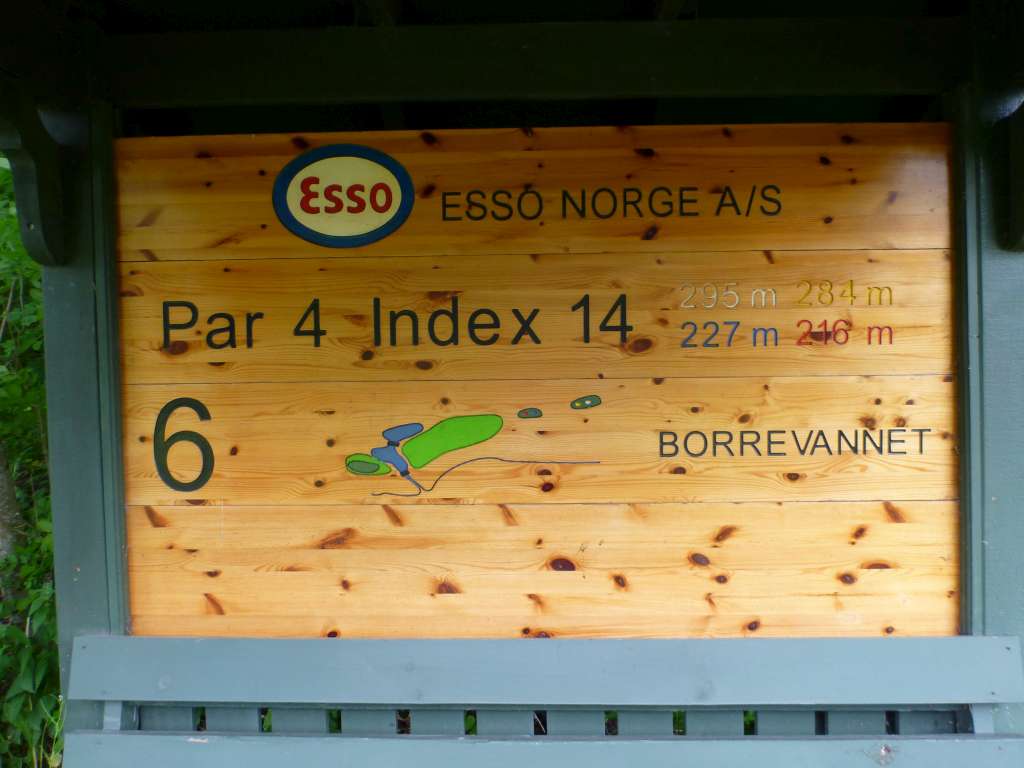 Esso ESSO NORGE A/S
Par 4 Index 14
295 m 284 m
227 m 216 m
6
BORREVANNET